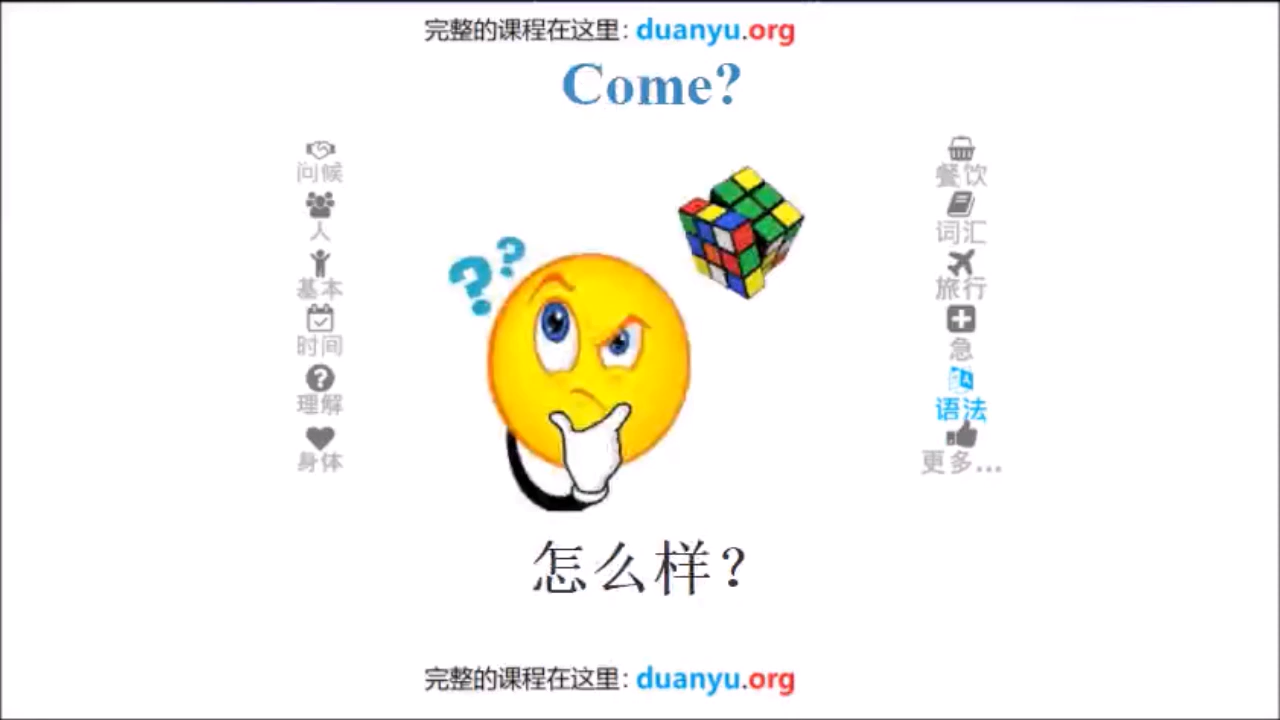 完整的课程在这里：duanyu.org
Come?
问候
人
基本
时间
理解
身体
餐饮
词汇
旅行
急
语法
更多...
怎么样？
完整的课程在这里：duanyu.org